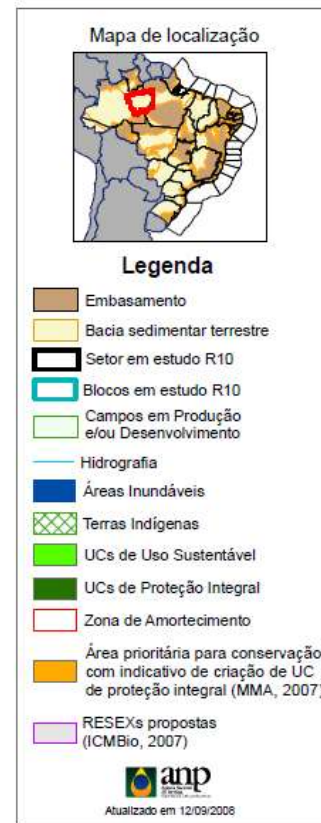 Mapa de localização
Legenda
Embasamento
Bacia sedimentar terrestre
Setor em estudo R10
Blocos em estudo R10
Campos em Produção
e/ou Desenvolvimento
Hidrografia
Áreas Inundáveis
Terras Indígenas
UCs de Uso Sustentável
UCs de Proteção Integral
Zona de Amortecimento
Área prioritária para conservação
com indicativo de criação de UC
de proteção integral (MMA, 2007)
RESEXs propostas
(ICMBio, 2007)
anp
Atualizado em 12/09/2008